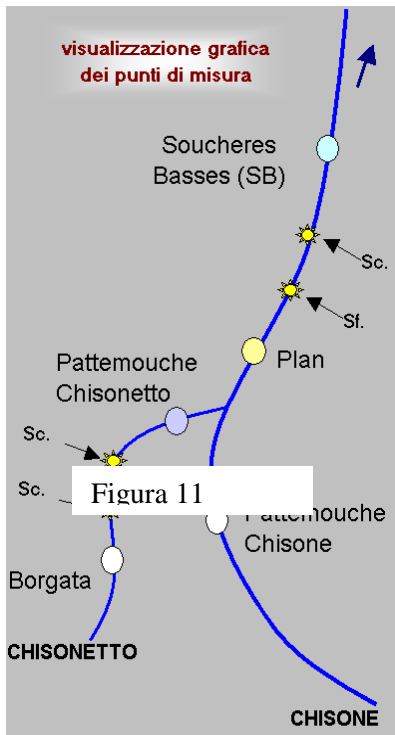 visualizzazione grafica
dei punti di misura
Soucheres
Basses (SB)
Sc.
Sf.
Plan
Pattemouche
Chisonetto
Sc.
Sc.
Figura 11
Pattemouche
Chisone
Borgata
CHISONETTO
CHISONE